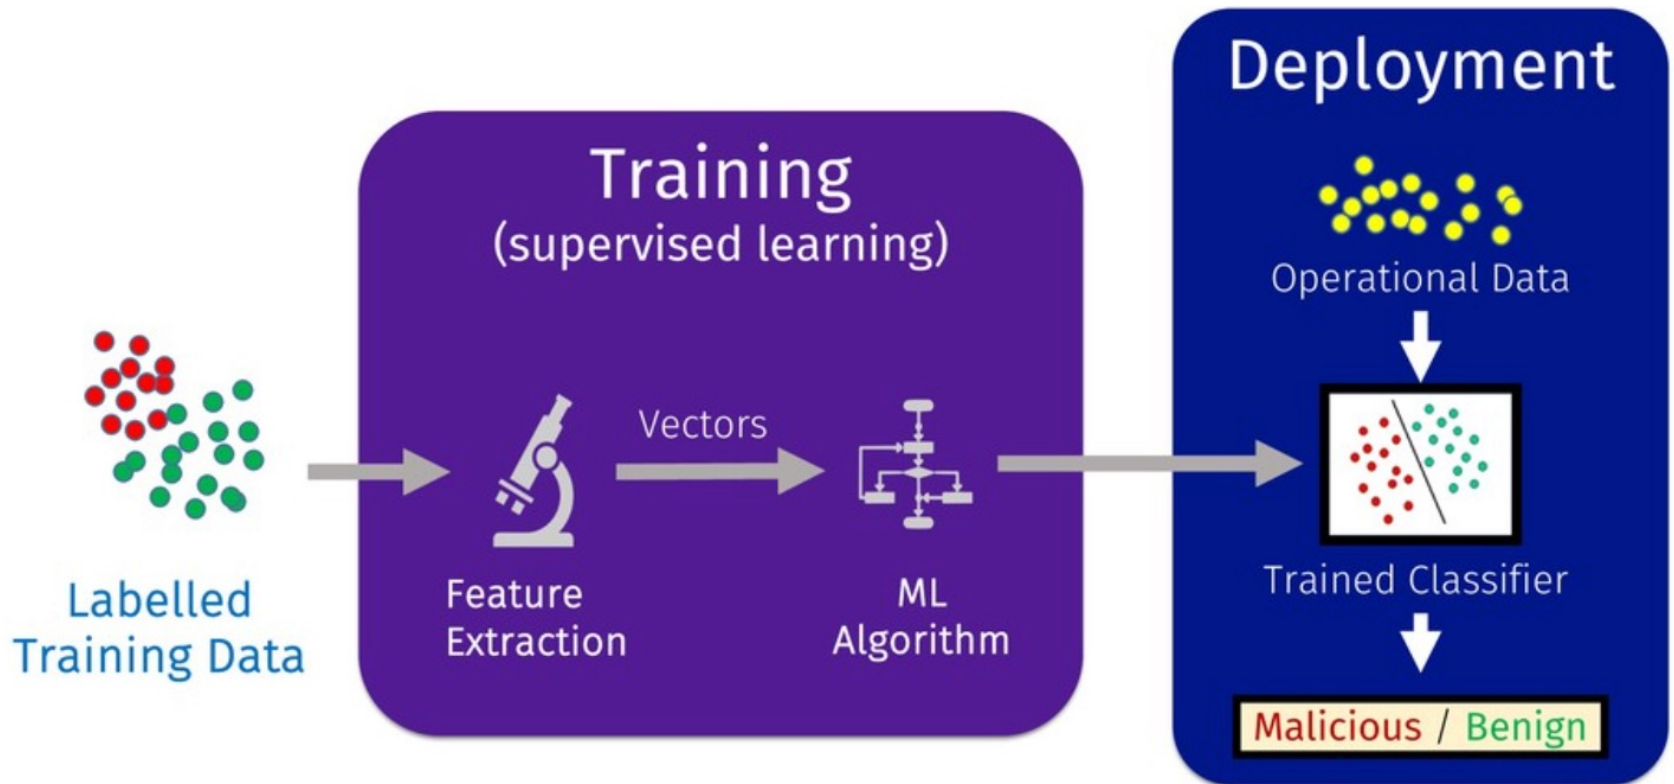 Labelled
Training Data
Training
(supervised learning)
Feature
Extraction
Vectors
ML
Algorithm
Deployment
Operational Data
Trained Classifier
Malicious / Benign